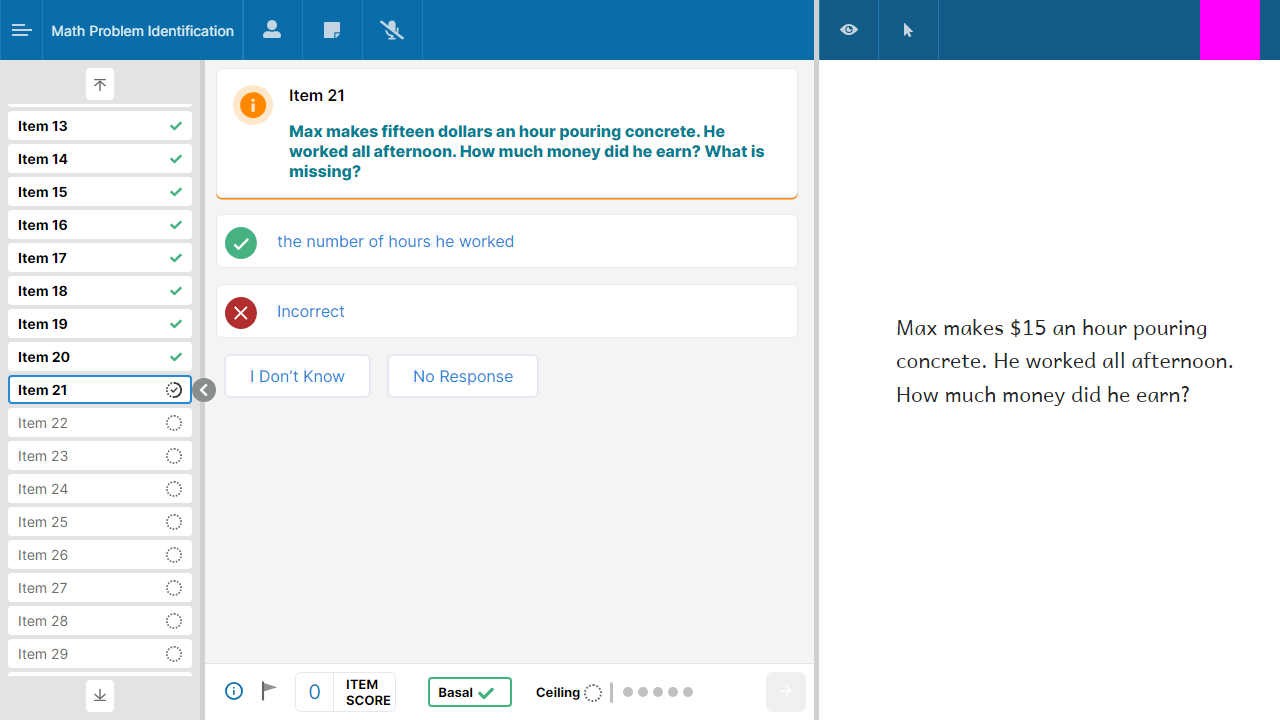 Math Problem Identification
Item 13
Item 14
Item 15
Item 16
Item 17
Item 18
Item 19
Item 20
Item 21
Item 22
Item 23
Item 24
Item 25
Item 26
Item 27
Item 28
Item 29
Item 21
Max makes fifteen dollars an hour pouring concrete. He
worked all afternoon. How much money did he earn? What is
missing?
the number of hours he worked
Incorrect
I Don’t Know
No Response
0
ITEM
SCORE
Basal
Ceiling
Max makes $15 an hour pouring
concrete. He worked all afternoon.
How much money did he earn?